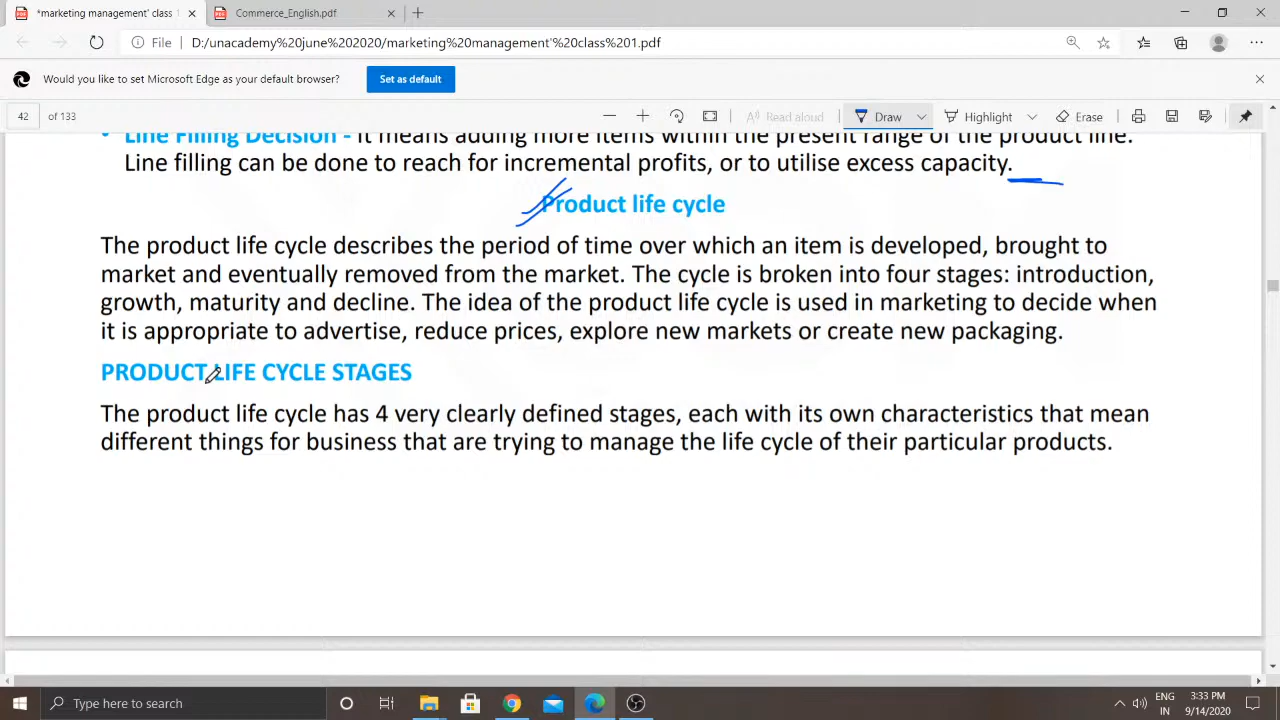 *marketing management' class 1
Commerce_English.pdf
File D:/unacademy%20june%202020/marketing%20management'%20class%201.pdf
Would you like to set Microsoft Edge as your default browser? Set as default
42 of 133 Read aloud Draw Highlight Erase
• Line Filling Decision - It means adding more items within the present range of the product line.
Line filling can be done to reach for incremental profits, or to utilise excess capacity.
Product life cycle
The product life cycle describes the period of time over which an item is developed, brought to
market and eventually removed from the market. The cycle is broken into four stages: introduction,
growth, maturity and decline. The idea of the product life cycle is used in marketing to decide when
it is appropriate to advertise, reduce prices, explore new markets or create new packaging.
PRODUCT LIFE CYCLE STAGES
The product life cycle has 4 very clearly defined stages, each with its own characteristics that mean
different things for business that are trying to manage the life cycle of their particular products.
Type here to search
ENG
IN
3:33 PM
9/14/2020